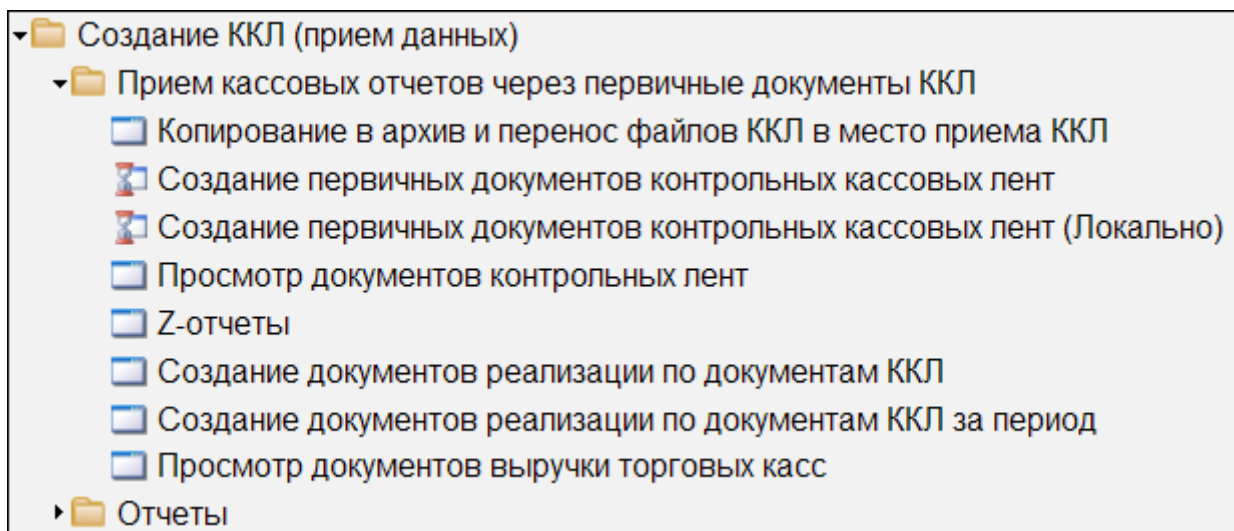 Создание ККЛ (прием данных)
Прием кассовых отчетов через первичные документы ККЛ
Копирование в архив и перенос файлов ККЛ в место приема ККЛ
Создание первичных документов контрольных кассовых лент
Создание первичных документов контрольных кассовых лент (Локально)
Просмотр документов контрольных лент
Z-отчеты
Создание документов реализации по документам ККЛ
Создание документов реализации по документам ККЛ за период
Просмотр документов выручки торговых касс
Отчеты